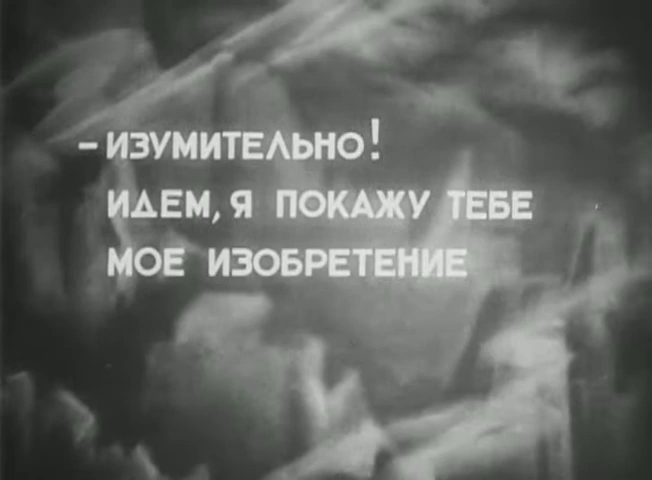 – ИЗУМИТЕЛЬНО!
ИДЕМ, Я ПОКАЖУ ТЕБЕ
МОЕ ИЗОБРЕТЕНИЕ